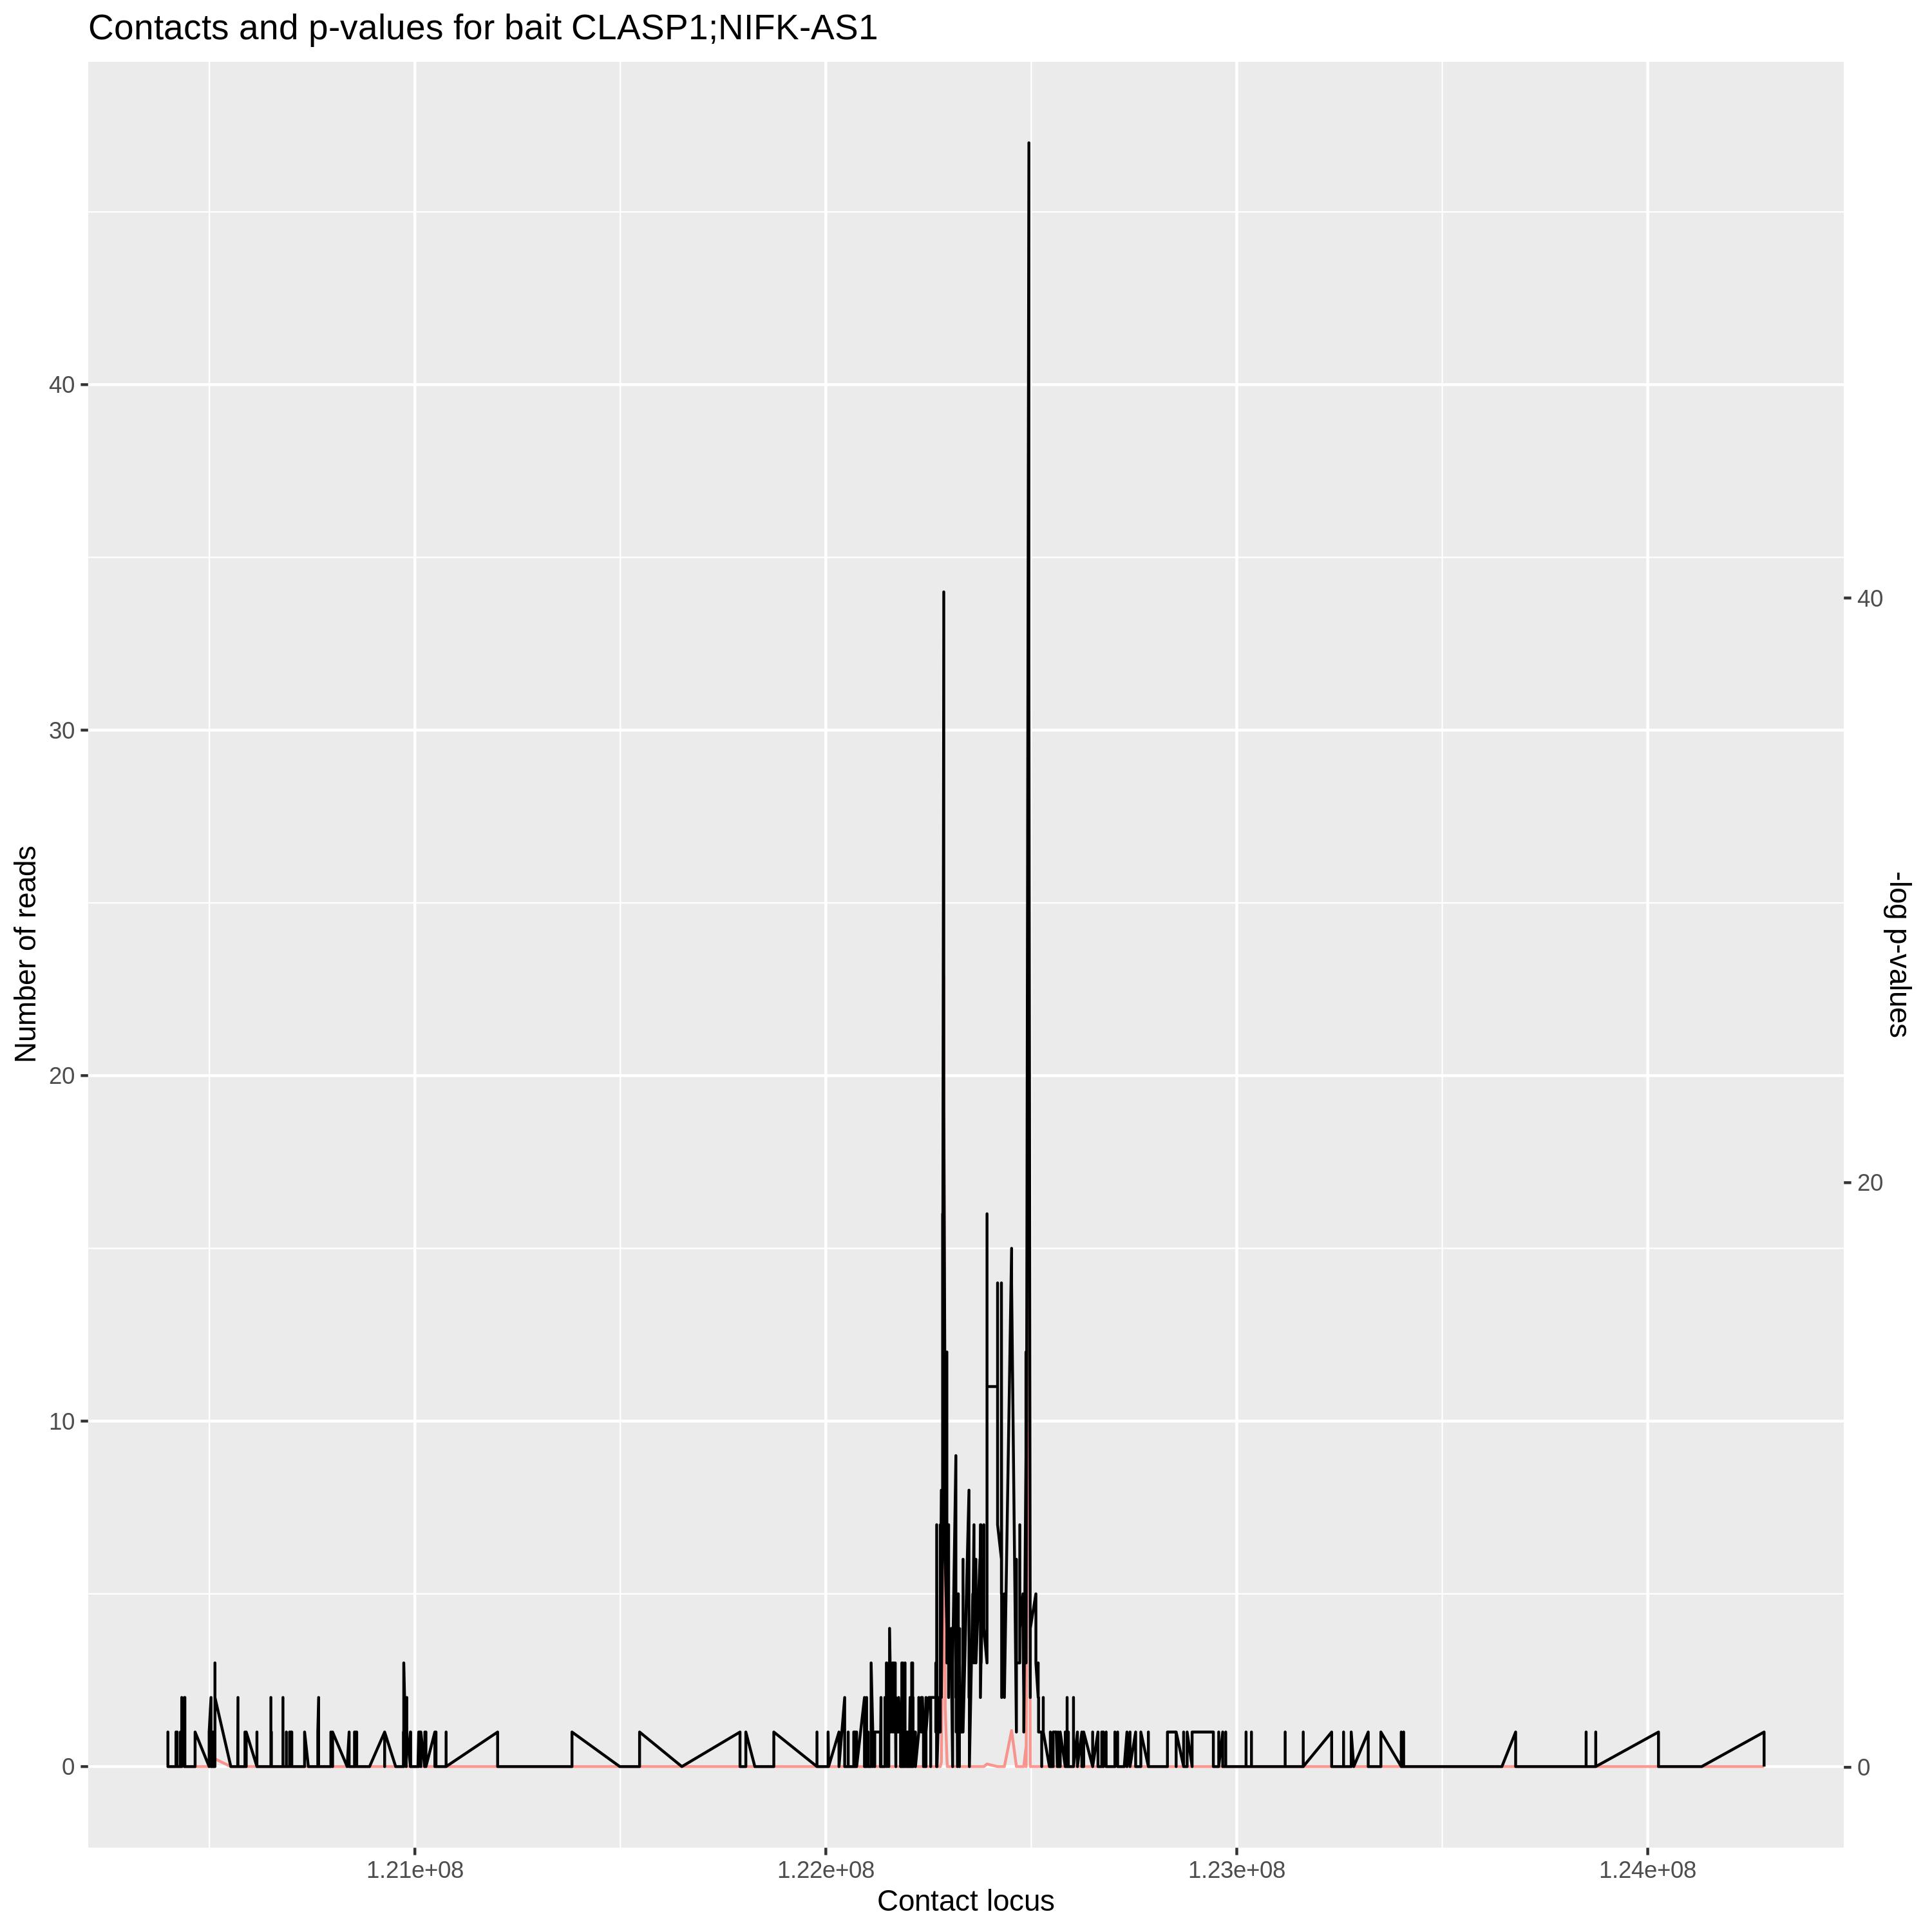 Contacts and p-values for bait CLASP1;NIFK-AS1
Number of reads
40
30
20
10
0
40
20
0
-log p-values
1.21e+08
1.22e+08
1.23e+08
1.24e+08
Contact locus